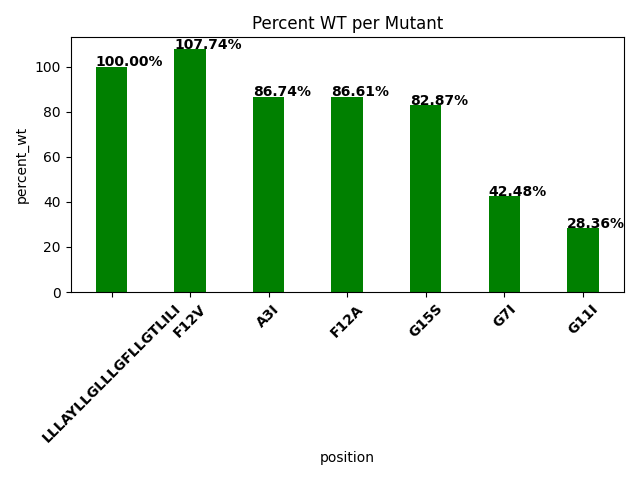 Percent WT per Mutant
percent_wt
100
80
60
40
20
0
100.00%
107.74%
86.74%
86.61%
82.87%
42.48%
28.36%
LLLAYLLGLLLGFLLGTLILI
F12V
A3I
F12A
G15S
G7I
G11I
position